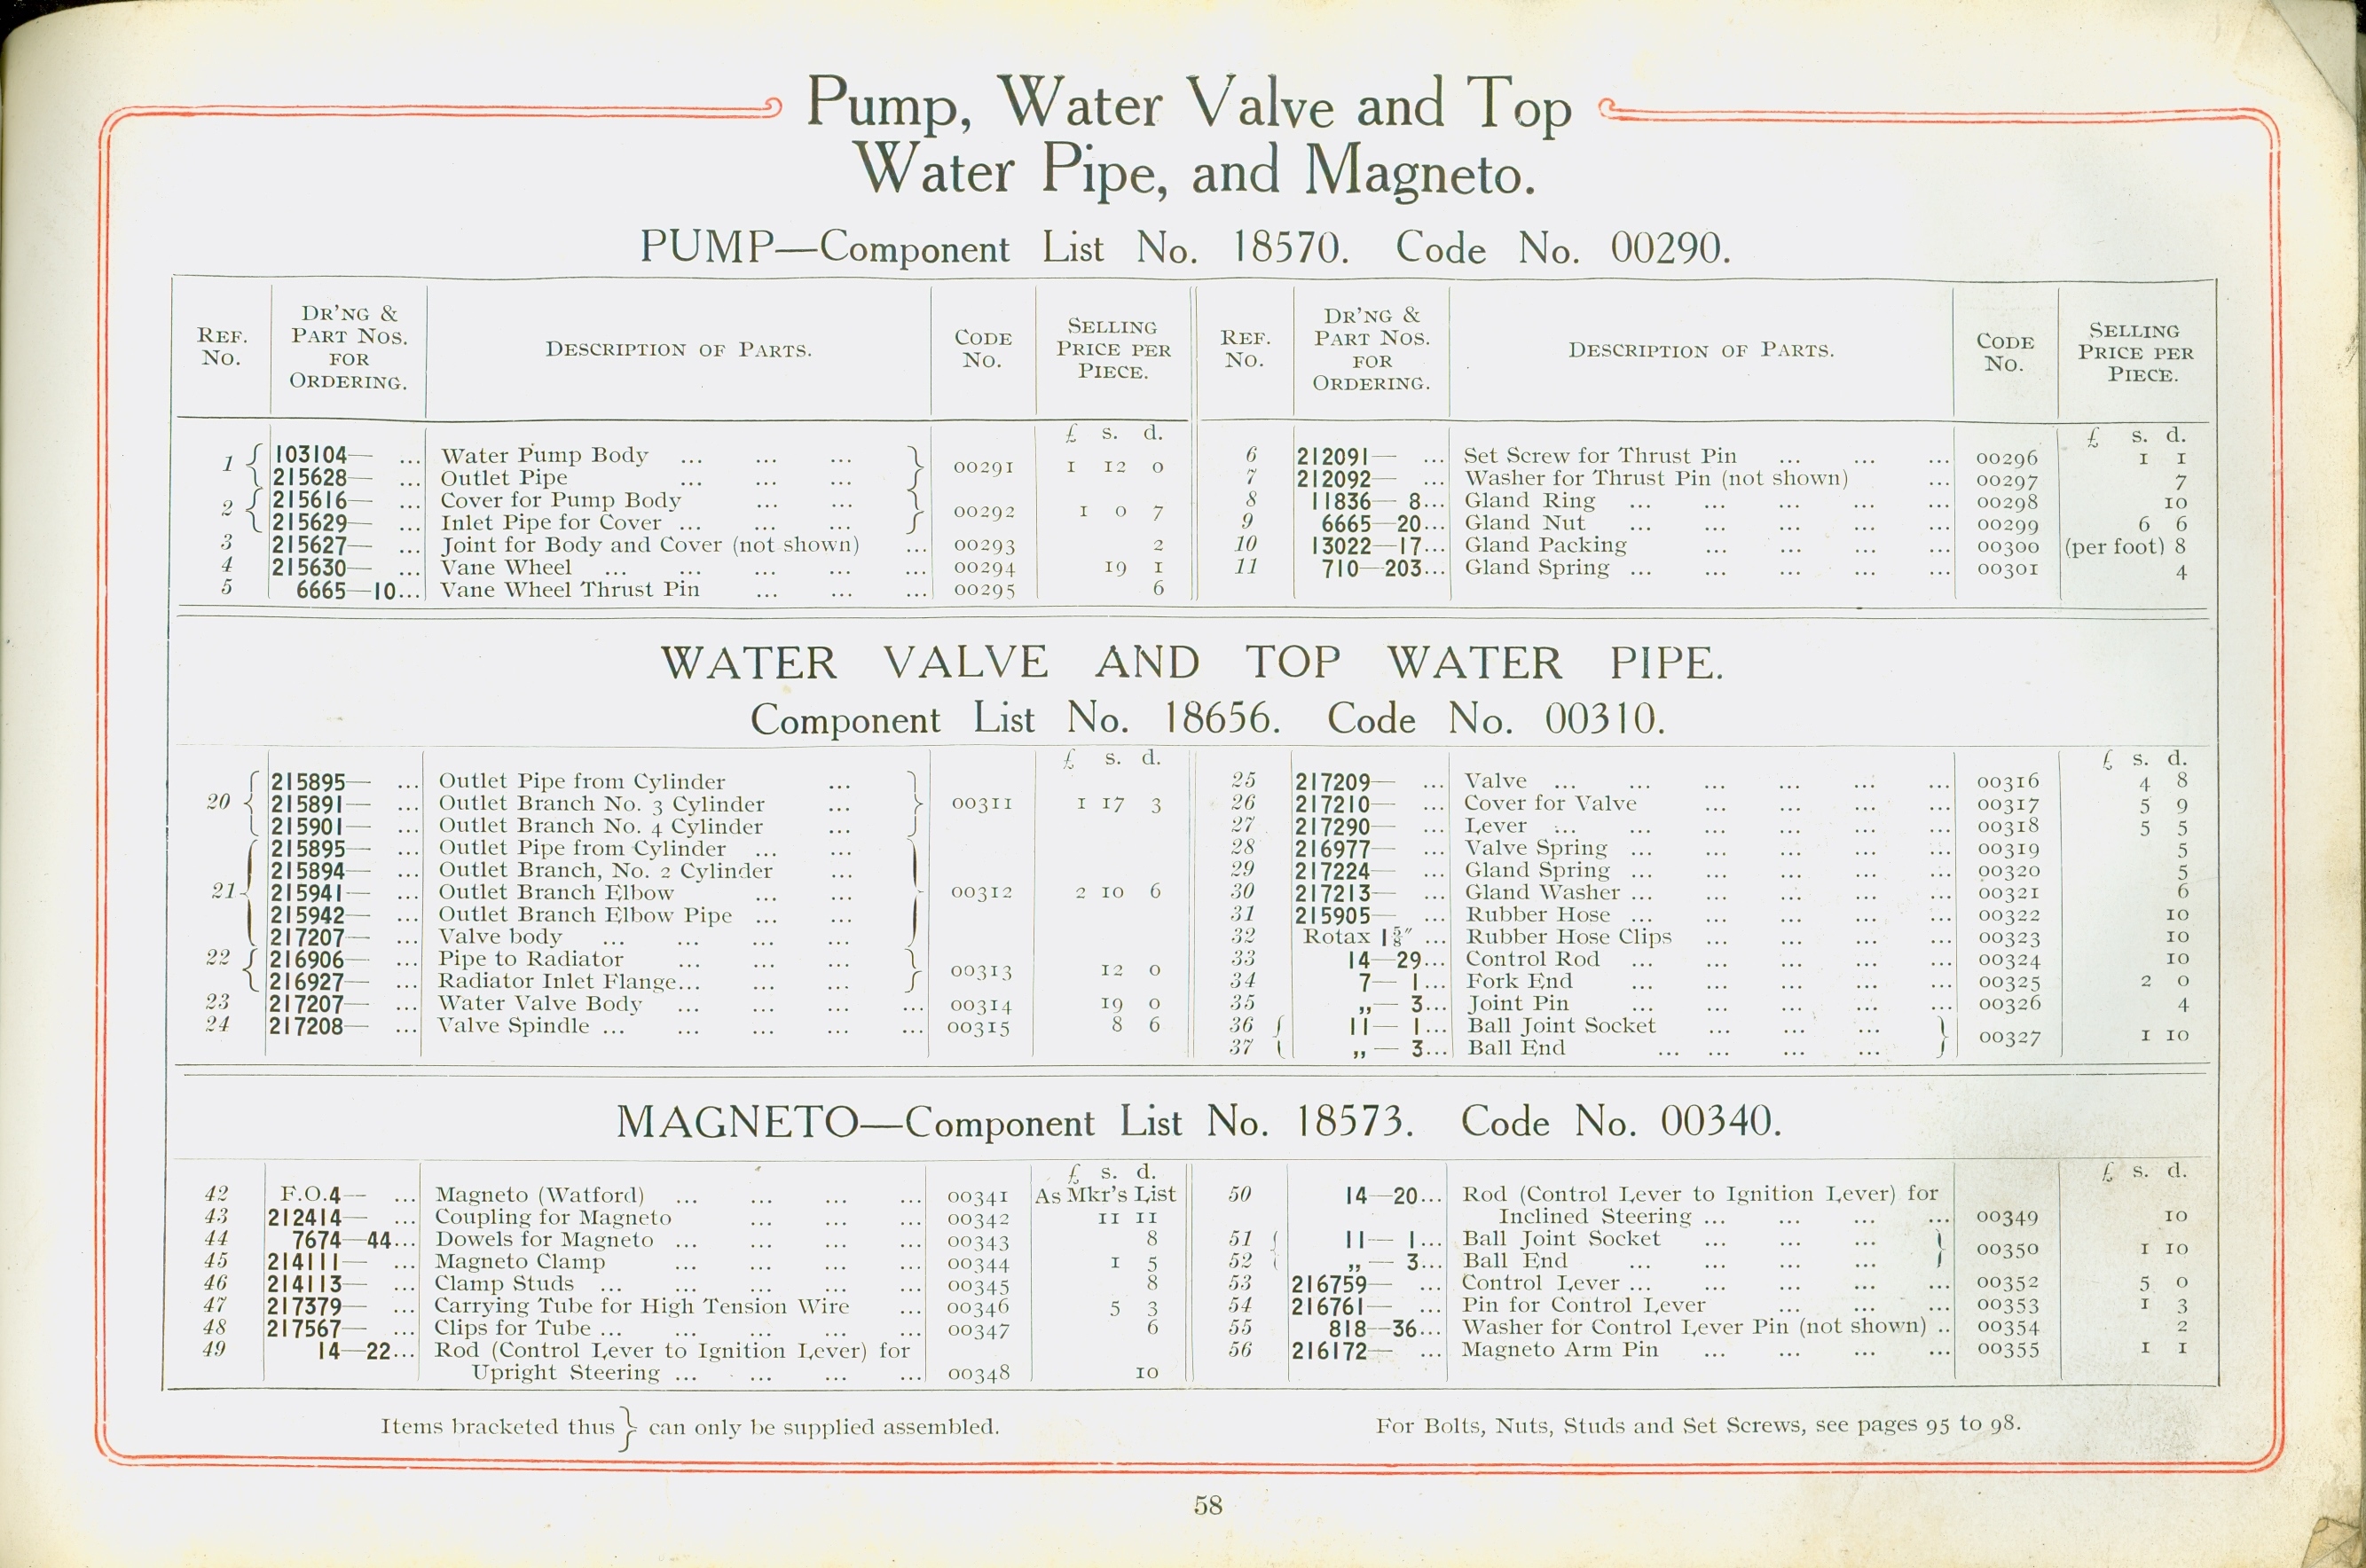 Pump, Water Valve and Top
Water Pipe, and Magneto.
PUMP—Component List No. 18570. Code No. 00290.
REF. No. DR'NG & PART NOS. FOR ORDERING. DESCRIPTION OF PARTS. CODE No. SELLING PRICE PER PIECE.
£ s. d.
1 { 103104— ... Water Pump Body ... ... ... } 00291 1 12 0
215628— ... Outlet Pipe ... ... ...
2 { 215616— ... Cover for Pump Body ... ... } 00292 1 0 7
215629— ... Inlet Pipe for Cover ... ... ...
3 215627— ... Joint for Body and Cover (not shown) ... 00293 2
4 215630— ... Vane Wheel ... ... ... ... ... 00294 19 1
5 6665—10... Vane Wheel Thrust Pin ... ... ... 00295 6
REF. No. DR'NG & PART NOS. FOR ORDERING. DESCRIPTION OF PARTS. CODE No. SELLING PRICE PER PIECE.
£ s. d.
6 212091— ... Set Screw for Thrust Pin ... ... ... 00296 1 1
7 212092— ... Washer for Thrust Pin (not shown) ... 00297 7
8 11836— 8... Gland Ring ... ... ... ... ... 00298 10
9 6665—20... Gland Nut ... ... ... ... ... 00299 6 6
10 13022—17... Gland Packing ... ... ... ... 00300 (per foot) 8
11 710—203... Gland Spring ... ... ... ... ... 00301 4
WATER VALVE AND TOP WATER PIPE.
Component List No. 18656. Code No. 00310.
£ s. d.
20 { 215895— ... Outlet Pipe from Cylinder ... } 00311 1 17 3
215891— ... Outlet Branch No. 3 Cylinder ...
215901— ... Outlet Branch No. 4 Cylinder ...
21 { 215895— ... Outlet Pipe from Cylinder ... ... } 00312 2 10 6
215894— ... Outlet Branch, No. 2 Cylinder ...
215941— ... Outlet Branch Elbow ... ...
215942— ... Outlet Branch Elbow Pipe ... ...
217207— ... Valve body ... ... ... ...
22 { 216906— ... Pipe to Radiator ... ... ... } 00313 12 0
216927— ... Radiator Inlet Flange... ... ...
23 217207— ... Water Valve Body ... ... ... ... 00314 19 0
24 217208— ... Valve Spindle ... ... ... ... ... 00315 8 6
£ s. d.
25 217209— ... Valve ... ... ... ... ... ... 00316 4 8
26 217210— ... Cover for Valve ... ... ... ... 00317 5 9
27 217290— ... Lever ... ... ... ... ... ... 00318 5 5
28 216977— ... Valve Spring ... ... ... ... ... 00319 5
29 217224— ... Gland Spring ... ... ... ... ... 00320 5
30 217213— ... Gland Washer ... ... ... ... ... 00321 6
31 215905— ... Rubber Hose ... ... ... ... ... 00322 10
32 Rotax 1⅝″ ... Rubber Hose Clips ... ... ... ... 00323 10
33 14—29... Control Rod ... ... ... ... ... 00324 10
34 7— 1... Fork End ... ... ... ... ... 00325 2 0
35 „— 3... Joint Pin ... ... ... ... ... 00326 4
36 { 11— 1... Ball Joint Socket ... ... ... } 00327 1 10
37 „— 3... Ball End ... ... ... ...
MAGNETO—Component List No. 18573. Code No. 00340.
£ s. d.
42 F.O.4— ... Magneto (Watford) ... ... ... ... 00341 As Mkr's List
43 212414— ... Coupling for Magneto ... ... ... 00342 11 11
44 7674—44... Dowels for Magneto ... ... ... ... 00343 8
45 214111— ... Magneto Clamp ... ... ... ... 00344 1 5
46 214113— ... Clamp Studs ... ... ... ... ... 00345 8
47 217379— ... Carrying Tube for High Tension Wire ... 00346 5 3
48 217567— ... Clips for Tube ... ... ... ... ... 00347 6
49 14—22... Rod (Control Lever to Ignition Lever) for
Upright Steering ... ... ... ... 00348 10
£ s. d.
50 14—20... Rod (Control Lever to Ignition Lever) for
Inclined Steering ... ... ... ... 00349 10
51 { 11— 1... Ball Joint Socket ... ... ... } 00350 1 10
52 „— 3... Ball End ... ... ... ...
53 216759— ... Control Lever ... ... ... ... ... 00352 5 0
54 216761— ... Pin for Control Lever ... ... ... 00353 1 3
55 818—36... Washer for Control Lever Pin (not shown) .. 00354 2
56 216172— ... Magneto Arm Pin ... ... ... ... 00355 1 1
Items bracketed thus } can only be supplied assembled.
For Bolts, Nuts, Studs and Set Screws, see pages 95 to 98.
58